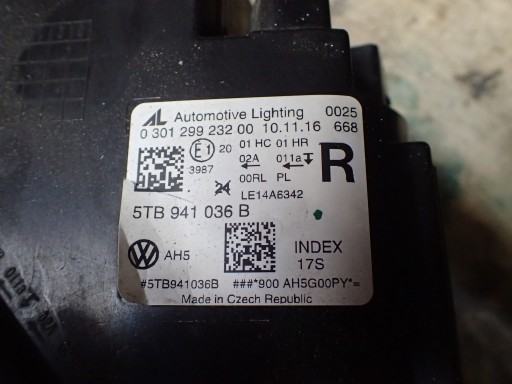 AL Automotive Lighting 0025
0 301 299 232 00 10.11.16 668
E1 20 01 HC 01 HR
02A 011a
3987 00RL PL R
24 LE14A6342
5TB 941 036 B
VW AH5 INDEX
17S
#5TB941036B ###*900 AH5G00PY*=
Made in Czech Republic